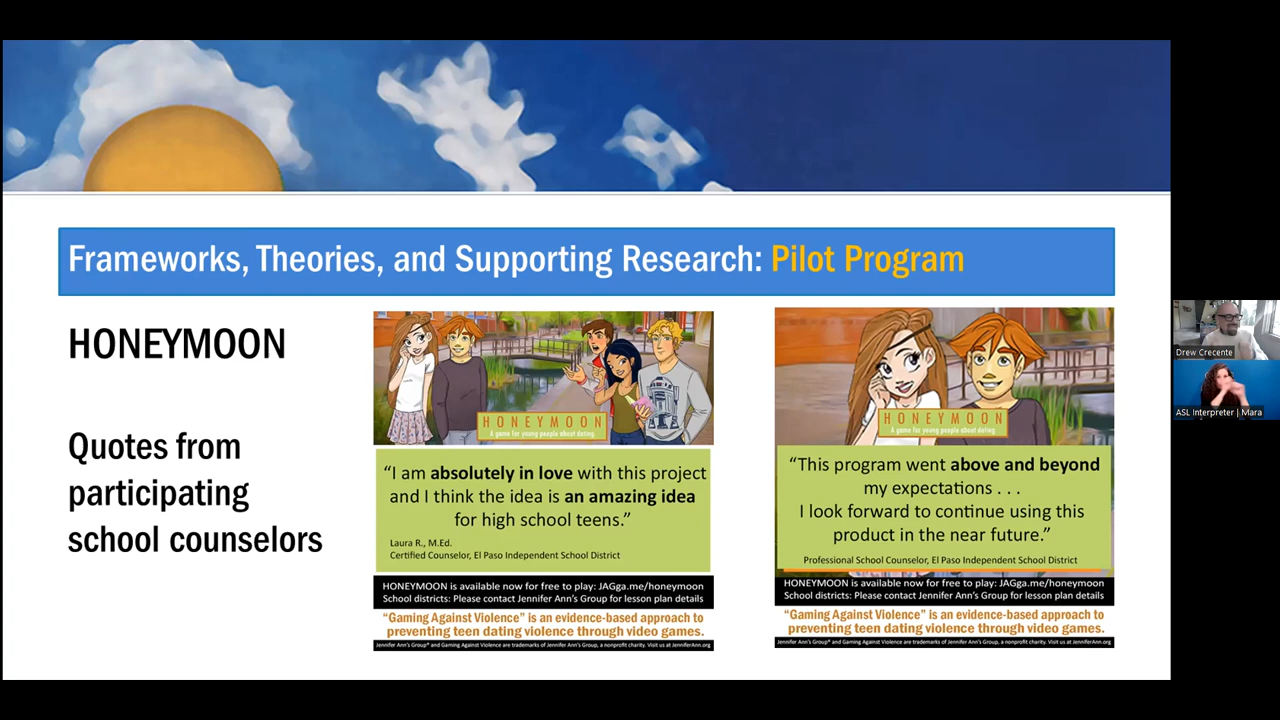 Frameworks, Theories, and Supporting Research: Pilot Program
HONEYMOON
Quotes from
participating
school counselors
HONEYMOON
A game for young people about dating.
“I am absolutely in love with this project
and I think the idea is an amazing idea
for high school teens.”
Laura R., M.Ed.
Certified Counselor, El Paso Independent School District
HONEYMOON is available now for free to play: JAGga.me/honeymoon
School districts: Please contact Jennifer Ann's Group for lesson plan details
“Gaming Against Violence” is an evidence-based approach to
preventing teen dating violence through video games.
Jennifer Ann's Group® and Gaming Against Violence are trademarks of Jennifer Ann's Group, a nonprofit charity. Visit us at JenniferAnn.org
HONEYMOON
A game for young people about dating.
“This program went above and beyond
my expectations . . .
I look forward to continue using this
product in the near future.”
Professional School Counselor, El Paso Independent School District
HONEYMOON is available now for free to play: JAGga.me/honeymoon
School districts: Please contact Jennifer Ann's Group for lesson plan details
“Gaming Against Violence” is an evidence-based approach to
preventing teen dating violence through video games.
Jennifer Ann's Group® and Gaming Against Violence are trademarks of Jennifer Ann's Group, a nonprofit charity. Visit us at JenniferAnn.org
Drew Crecente
ASL Interpreter | Mara